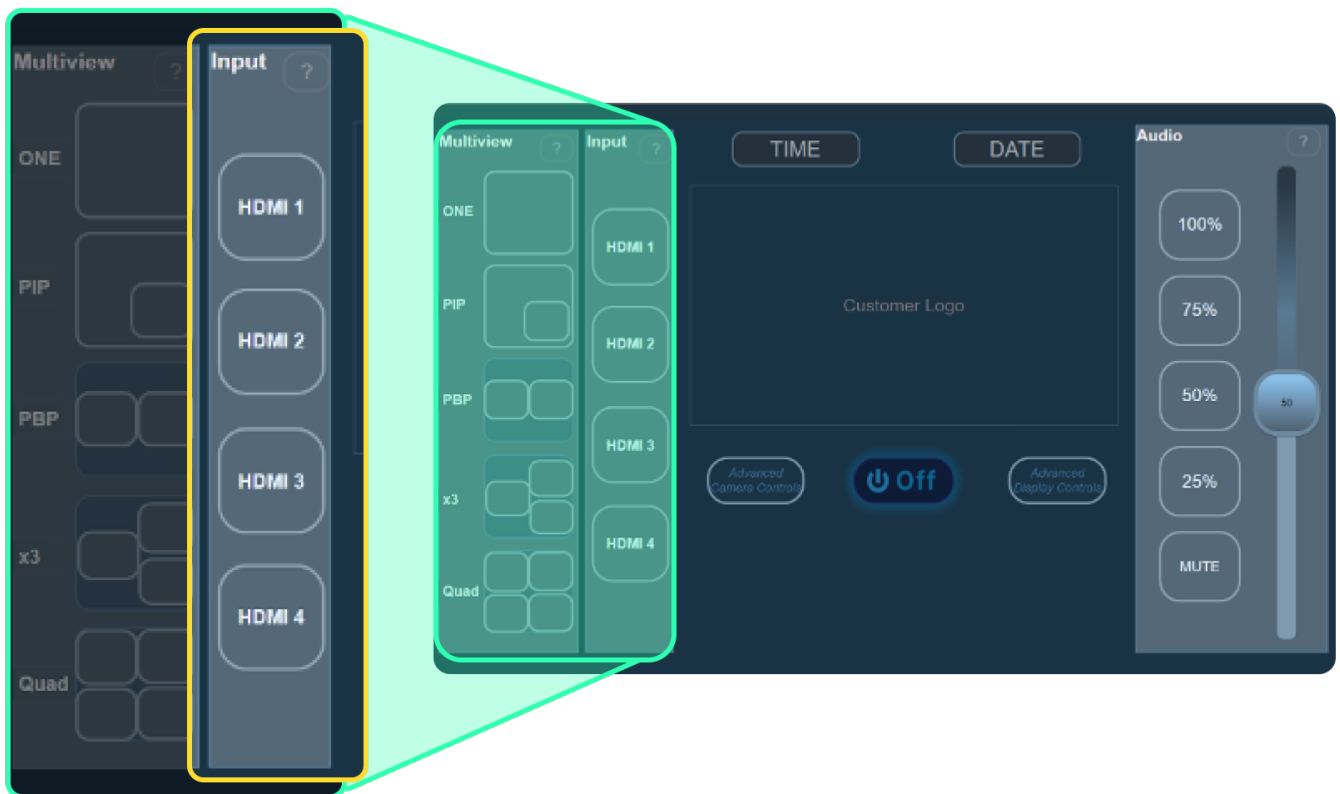 Multiview
?
ONE
PIP
PBP
x3
Quad
Input
?
HDMI 1
HDMI 2
HDMI 3
HDMI 4
Multiview
?
ONE
PIP
PBP
x3
Quad
Input
?
HDMI 1
HDMI 2
HDMI 3
HDMI 4
TIME
DATE
Customer Logo
Advanced
Camera Controls
Off
Advanced
Display Controls
Audio
?
100%
75%
50%
25%
MUTE
50